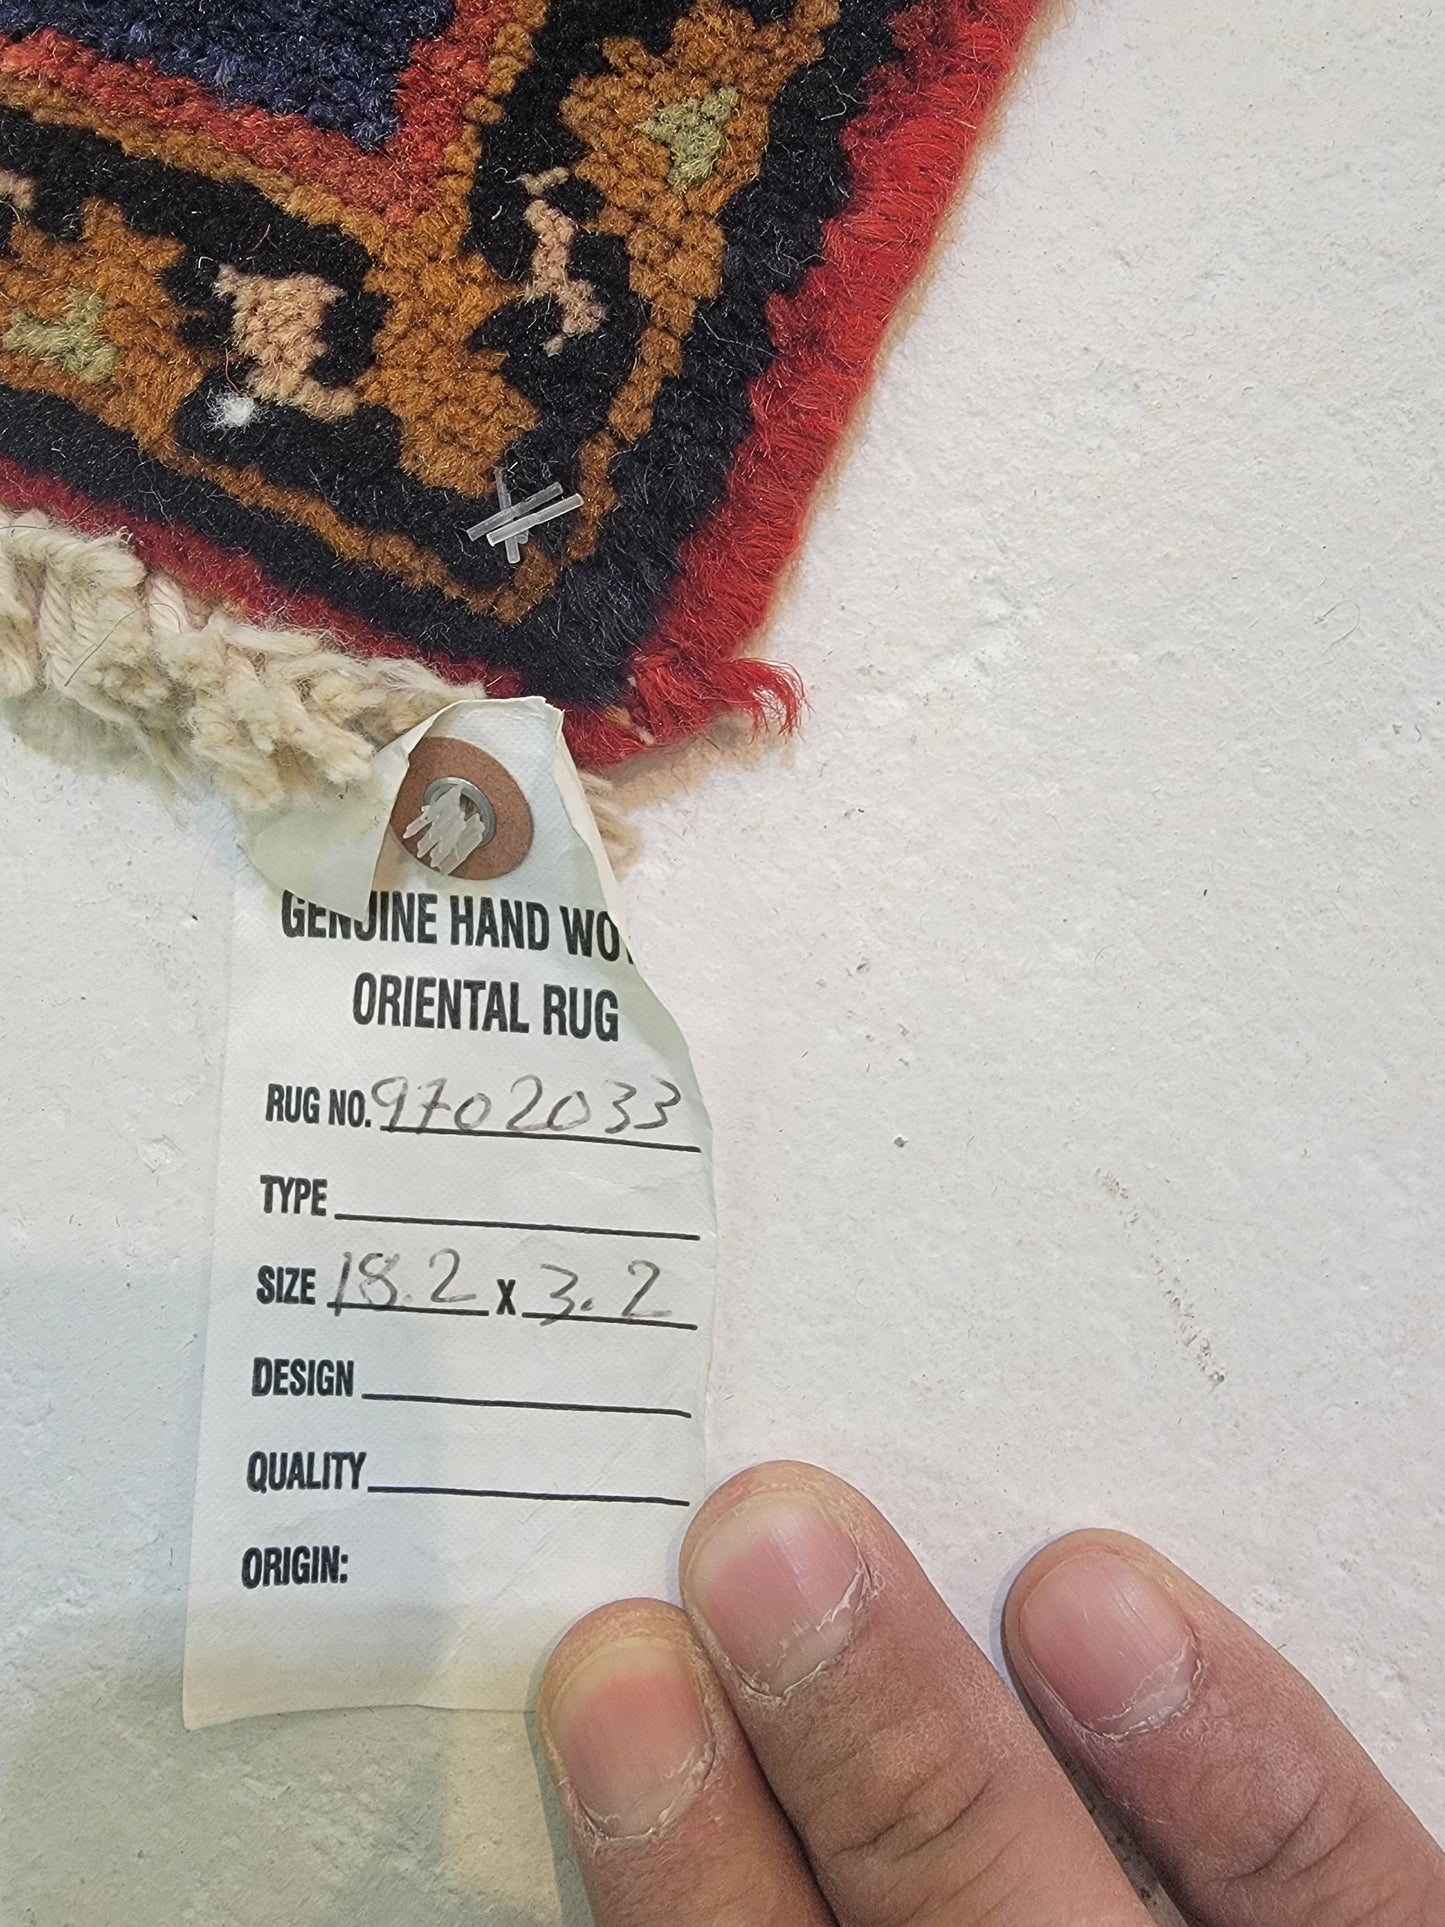 GENUINE HAND WO
ORIENTAL RUG
RUG NO. 9702033
TYPE
SIZE 18.2 x 3.2
DESIGN
QUALITY
ORIGIN: